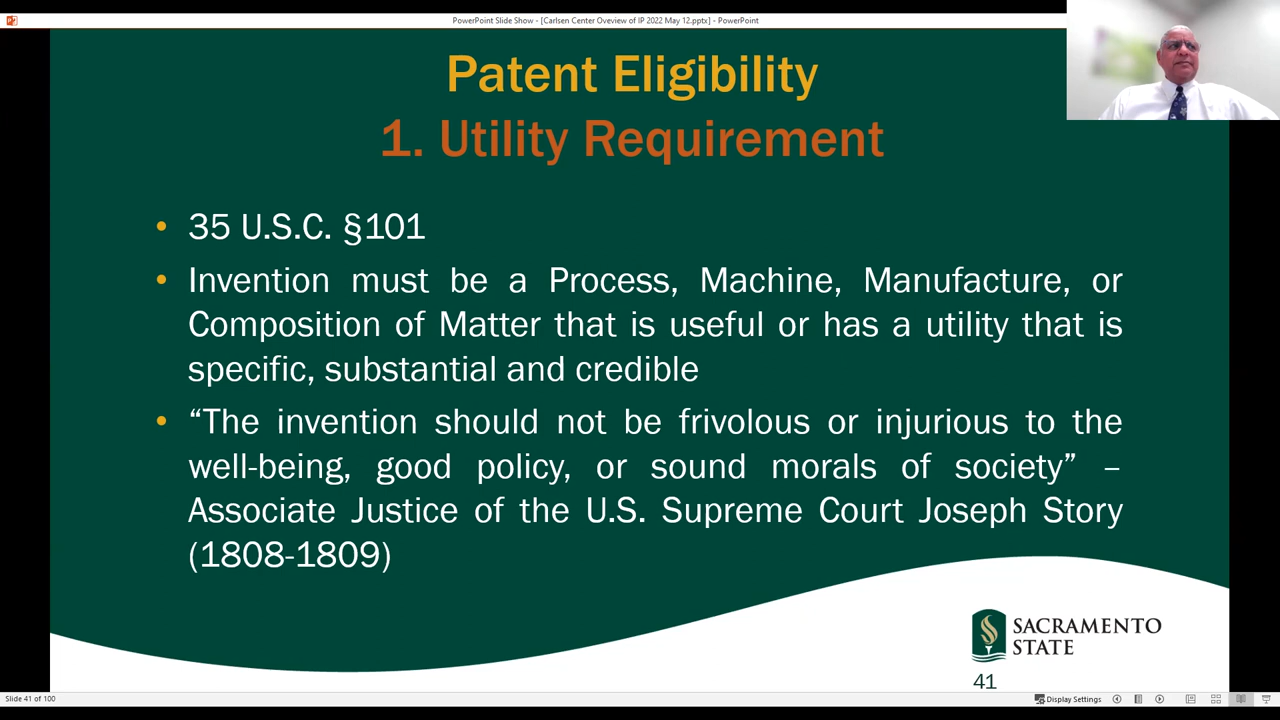 PowerPoint Slide Show - [Carlsen Center Oveview of IP 2022 May 12.pptx] - PowerPoint
Patent Eligibility
1. Utility Requirement
• 35 U.S.C. §101
• Invention must be a Process, Machine, Manufacture, or
Composition of Matter that is useful or has a utility that is
specific, substantial and credible
• “The invention should not be frivolous or injurious to the
well-being, good policy, or sound morals of society” –
Associate Justice of the U.S. Supreme Court Joseph Story
(1808-1809)
SACRAMENTO
STATE
41
Slide 41 of 100
Display Settings